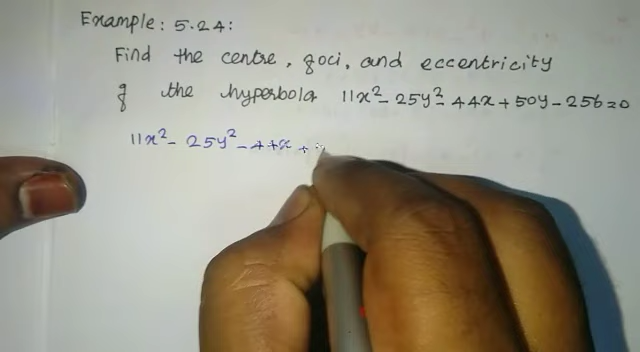 Example: 5.24:
Find the centre, foci, and eccentricity
of the hyperbola 11x² - 25y² - 44x + 50y - 256 = 0
11x² - 25y² - 44x +